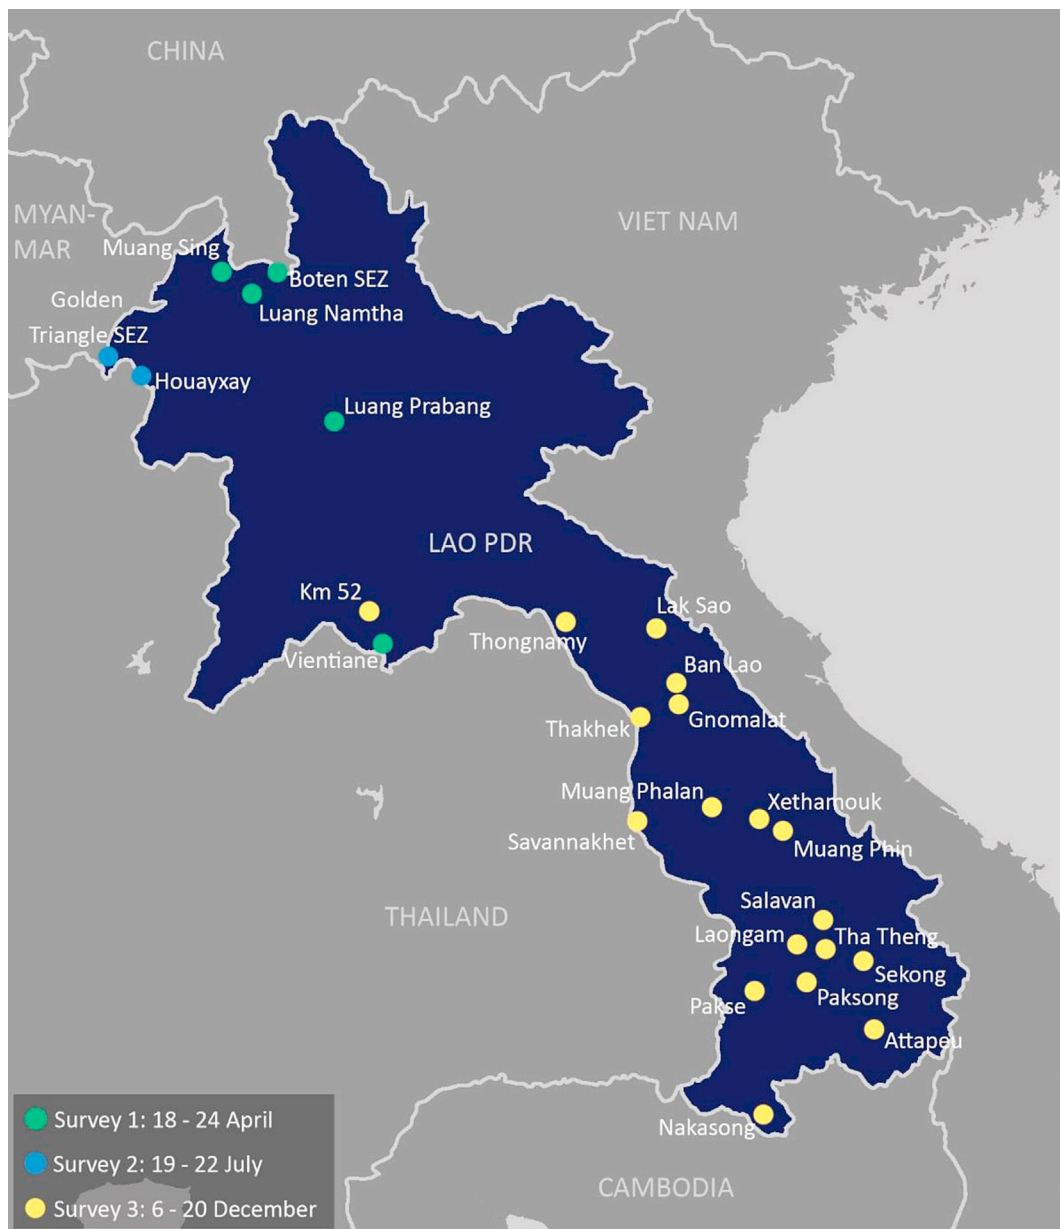 CHINA
MYAN-
MAR
VIET NAM
Muang Sing
Boten SEZ
Luang Namtha
Golden
Triangle SEZ
Houayxay
Luang Prabang
LAO PDR
Km 52
Vientiane
Thongnamy
Lak Sao
Ban Lao
Gnomalat
Thakhek
Muang Phalan
Xethamouk
Muang Phin
Savannakhet
THAILAND
Salavan
Laongam
Tha Theng
Sekong
Paksong
Pakse
Attapeu
Nakasong
CAMBODIA
Survey 1: 18 - 24 April
Survey 2: 19 - 22 July
Survey 3: 6 - 20 December